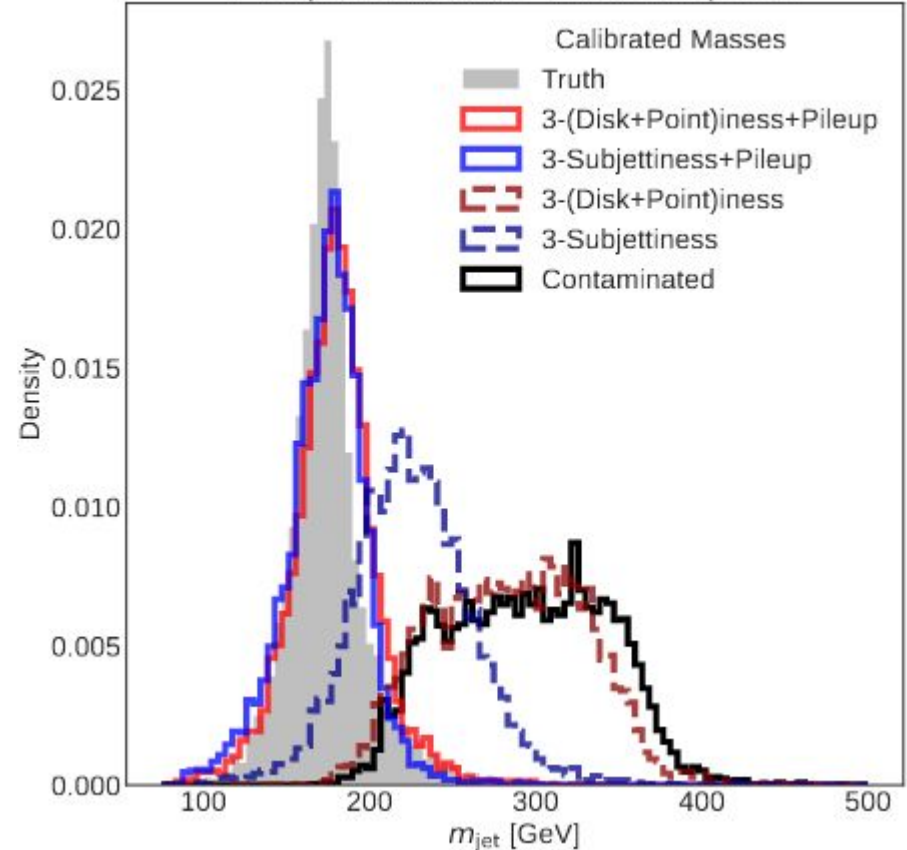 Calibrated Masses
Truth
3-(Disk+Point)iness+Pileup
3-Subjettiness+Pileup
3-(Disk+Point)iness
3-Subjettiness
Contaminated
Density
0.025
0.020
0.015
0.010
0.005
0.000
100 200 300 400 500
m_jet [GeV]